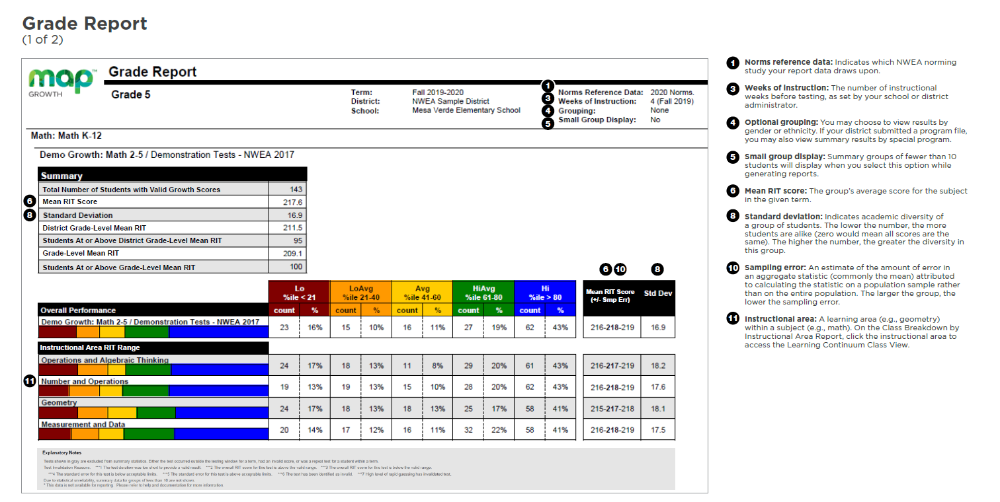 Grade Report
(1 of 2)
map™
GROWTH
Grade Report
Grade 5
Term: Fall 2019-2020
District: NWEA Sample District
School: Mesa Verde Elementary School
1 Norms Reference Data: 2020 Norms.
3 Weeks of Instruction: 4 (Fall 2019)
4 Grouping: None
5 Small Group Display: No
Math: Math K-12
Demo Growth: Math 2-5 / Demonstration Tests - NWEA 2017
Summary
Total Number of Students with Valid Growth Scores 143
6 Mean RIT Score 217.6
8 Standard Deviation 16.9
District Grade-Level Mean RIT 211.5
Students At or Above District Grade-Level Mean RIT 95
Grade-Level Mean RIT 209.1
Students At or Above Grade-Level Mean RIT 100
6 10 8
Lo LoAvg Avg HiAvg Hi
%ile < 21 %ile 21-40 %ile 41-60 %ile 61-80 %ile > 80
Mean RIT Score Std Dev
(+/- Smp Err)
Overall Performance count % count % count % count % count %
Demo Growth: Math 2-5 / Demonstration Tests - NWEA 2017
23 16% 15 10% 16 11% 27 19% 62 43% 216-218-219 16.9
Instructional Area RIT Range
Operations and Algebraic Thinking
24 17% 18 13% 11 8% 29 20% 61 43% 216-217-219 18.2
11 Number and Operations
19 13% 19 13% 15 10% 28 20% 62 43% 216-218-219 17.6
Geometry
24 17% 18 13% 18 13% 25 17% 58 41% 215-217-218 18.1
Measurement and Data
20 14% 17 12% 16 11% 32 22% 58 41% 216-218-219 17.5
Explanatory Notes
Tests shown in gray are excluded from summary statistics. Either the test occurred outside the testing window for a term, had an invalid score, or was a repeat test for a student within a term.
Test Invalidation Reasons. ***1 The test duration was too short to provide a valid result. ***2 The overall RIT score for this test is above the valid range. ***3 The overall RIT score for this test is below the valid range.
***4 The standard error for this test is below acceptable limits. ***5 The standard error for this test is above acceptable limits. ***6 The test has been identified as invalid. ***7 High level of rapid guessing has invalidated test.
Due to statistical unreliability, summary data for groups of less than 10 are not shown.
* This data is not available for reporting. Please refer to help and documentation for more information
1 Norms reference data: Indicates which NWEA norming
study your report data draws upon.
3 Weeks of Instruction: The number of instructional
weeks before testing, as set by your school or district
administrator.
4 Optional grouping: You may choose to view results by
gender or ethnicity. If your district submitted a program file,
you may also view summary results by special program.
5 Small group display: Summary groups of fewer than 10
students will display when you select this option while
generating reports.
6 Mean RIT score: The group's average score for the subject
in the given term.
8 Standard deviation: Indicates academic diversity of
a group of students. The lower the number, the more
students are alike (zero would mean all scores are the
same). The higher the number, the greater the diversity in
this group.
10 Sampling error: An estimate of the amount of error in
an aggregate statistic (commonly the mean) attributed
to calculating the statistic on a population sample rather
than on the entire population. The larger the group, the
lower the sampling error.
11 Instructional area: A learning area (e.g., geometry)
within a subject (e.g., math). On the Class Breakdown by
Instructional Area Report, click the instructional area to
access the Learning Continuum Class View.